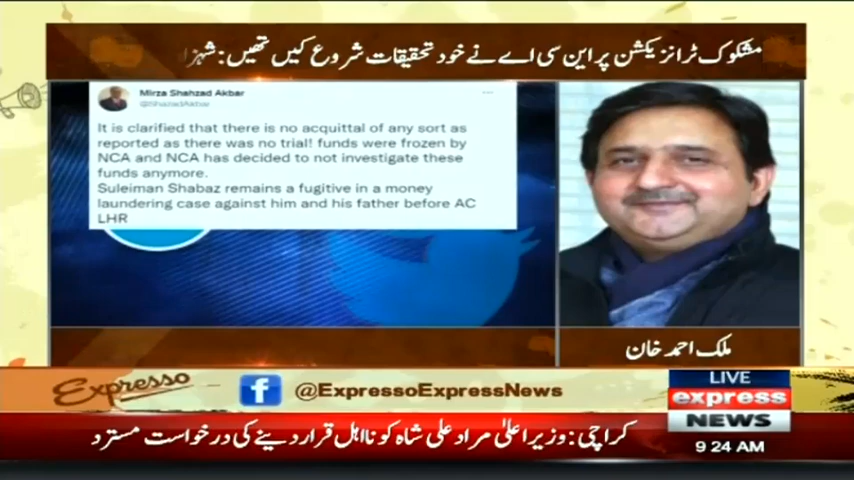 مشکوک ٹرانزیکشن پر این سی اے نے خود تحقیقات شروع کیں تھیں: شہزا
Mirza Shahzad Akbar
@ShazadAkbar
It is clarified that there is no acquittal of any sort as
reported as there was no trial! funds were frozen by
NCA and NCA has decided to not investigate these
funds anymore.
Suleiman Shabaz remains a fugitive in a money
laundering case against him and his father before AC
LHR
ملک احمد خان
Expresso
@ExpressoExpressNews
LIVE
express
NEWS
9:24 AM
کراچی: وزیراعلیٰ مراد علی شاہ کو نااہل قرار دینے کی درخواست مسترد